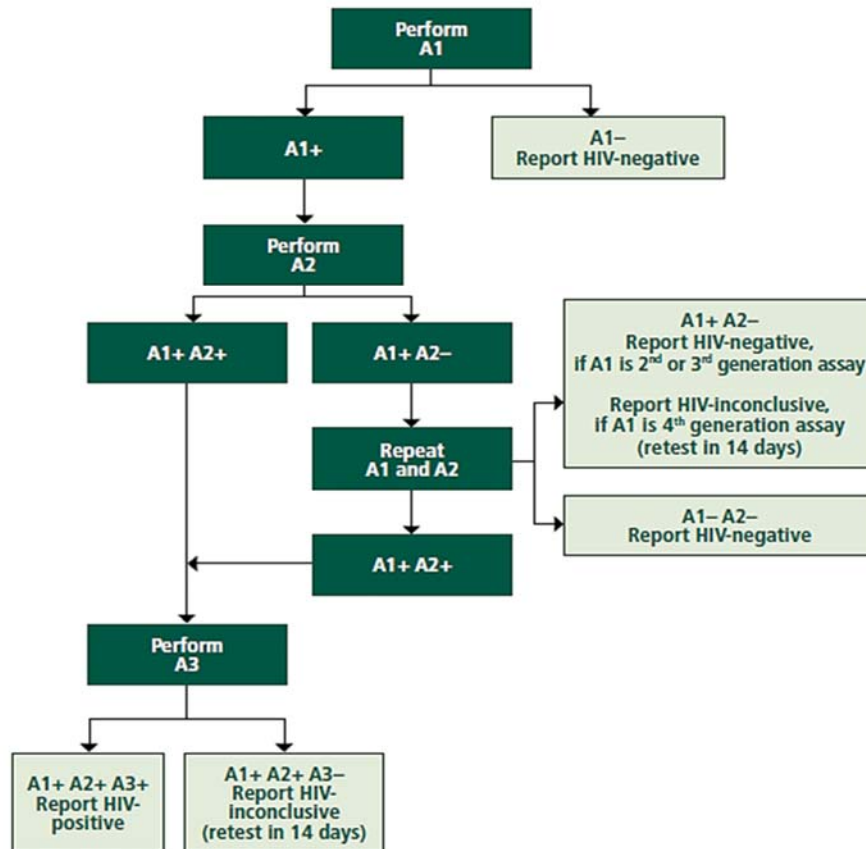 Perform
A1
A1+
A1–
Report HIV-negative
Perform
A2
A1+ A2+
A1+ A2–
A1+ A2–
Report HIV-negative,
if A1 is 2nd or 3rd generation assay
Report HIV-inconclusive,
if A1 is 4th generation assay
(retest in 14 days)
Repeat
A1 and A2
A1– A2–
Report HIV-negative
A1+ A2+
Perform
A3
A1+ A2+ A3+
Report HIV-
positive
A1+ A2+ A3–
Report HIV-
inconclusive
(retest in 14 days)